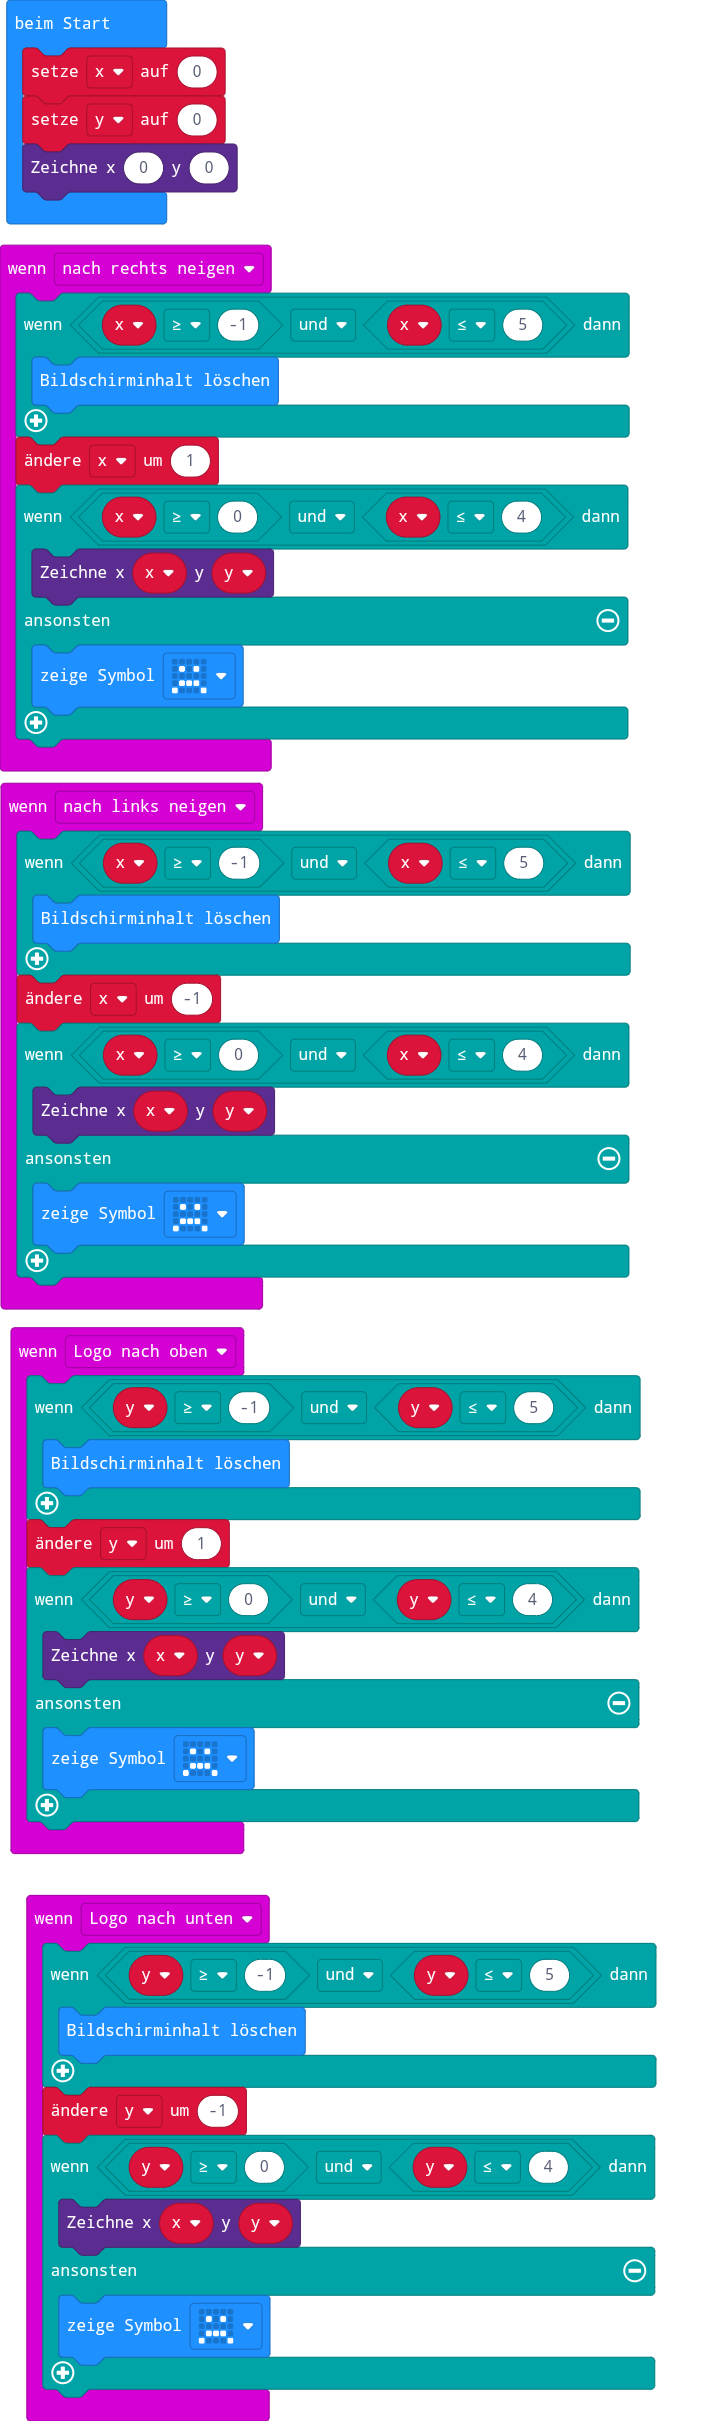 beim Start
setze x auf 0
setze y auf 0
Zeichne x 0 y 0
wenn nach rechts neigen
wenn x ≥ -1 und x ≤ 5 dann
Bildschirminhalt löschen
ändere x um 1
wenn x ≥ 0 und x ≤ 4 dann
Zeichne x x y y
ansonsten
zeige Symbol
wenn nach links neigen
wenn x ≥ -1 und x ≤ 5 dann
Bildschirminhalt löschen
ändere x um -1
wenn x ≥ 0 und x ≤ 4 dann
Zeichne x x y y
ansonsten
zeige Symbol
wenn Logo nach oben
wenn y ≥ -1 und y ≤ 5 dann
Bildschirminhalt löschen
ändere y um 1
wenn y ≥ 0 und y ≤ 4 dann
Zeichne x x y y
ansonsten
zeige Symbol
wenn Logo nach unten
wenn y ≥ -1 und y ≤ 5 dann
Bildschirminhalt löschen
ändere y um -1
wenn y ≥ 0 und y ≤ 4 dann
Zeichne x x y y
ansonsten
zeige Symbol